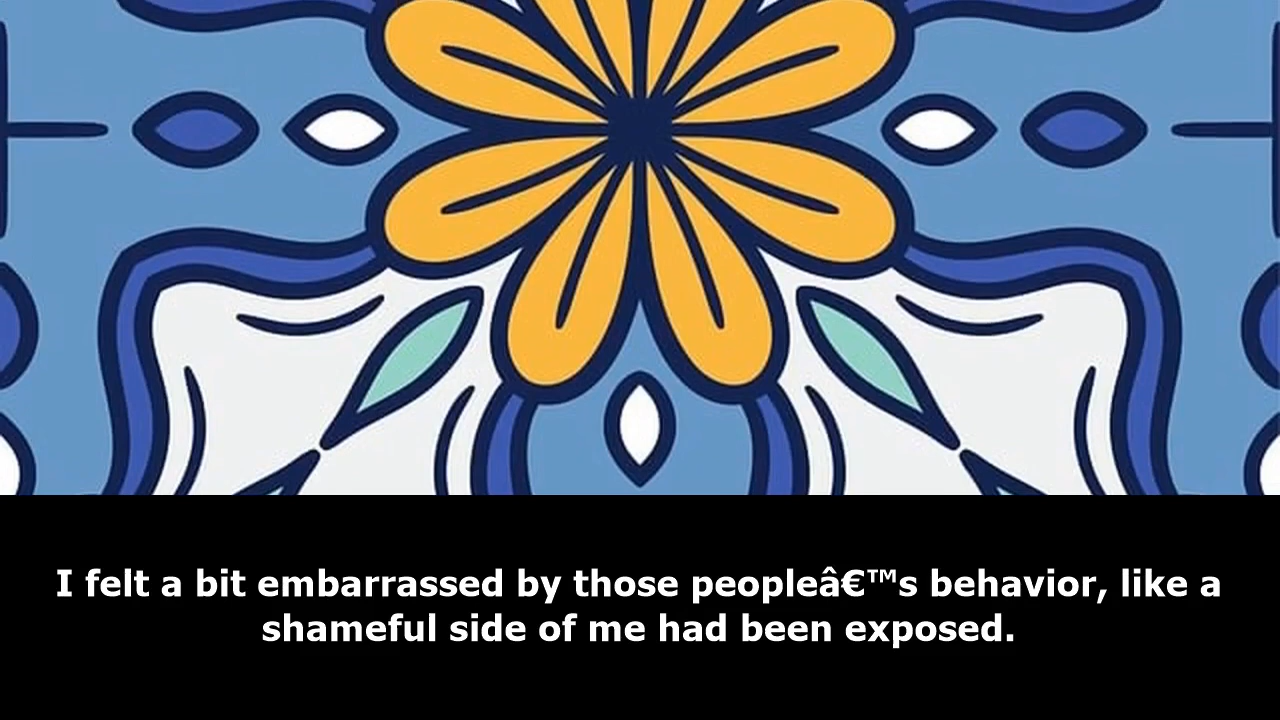 I felt a bit embarrassed by those peopleâ€™s behavior, like a
shameful side of me had been exposed.